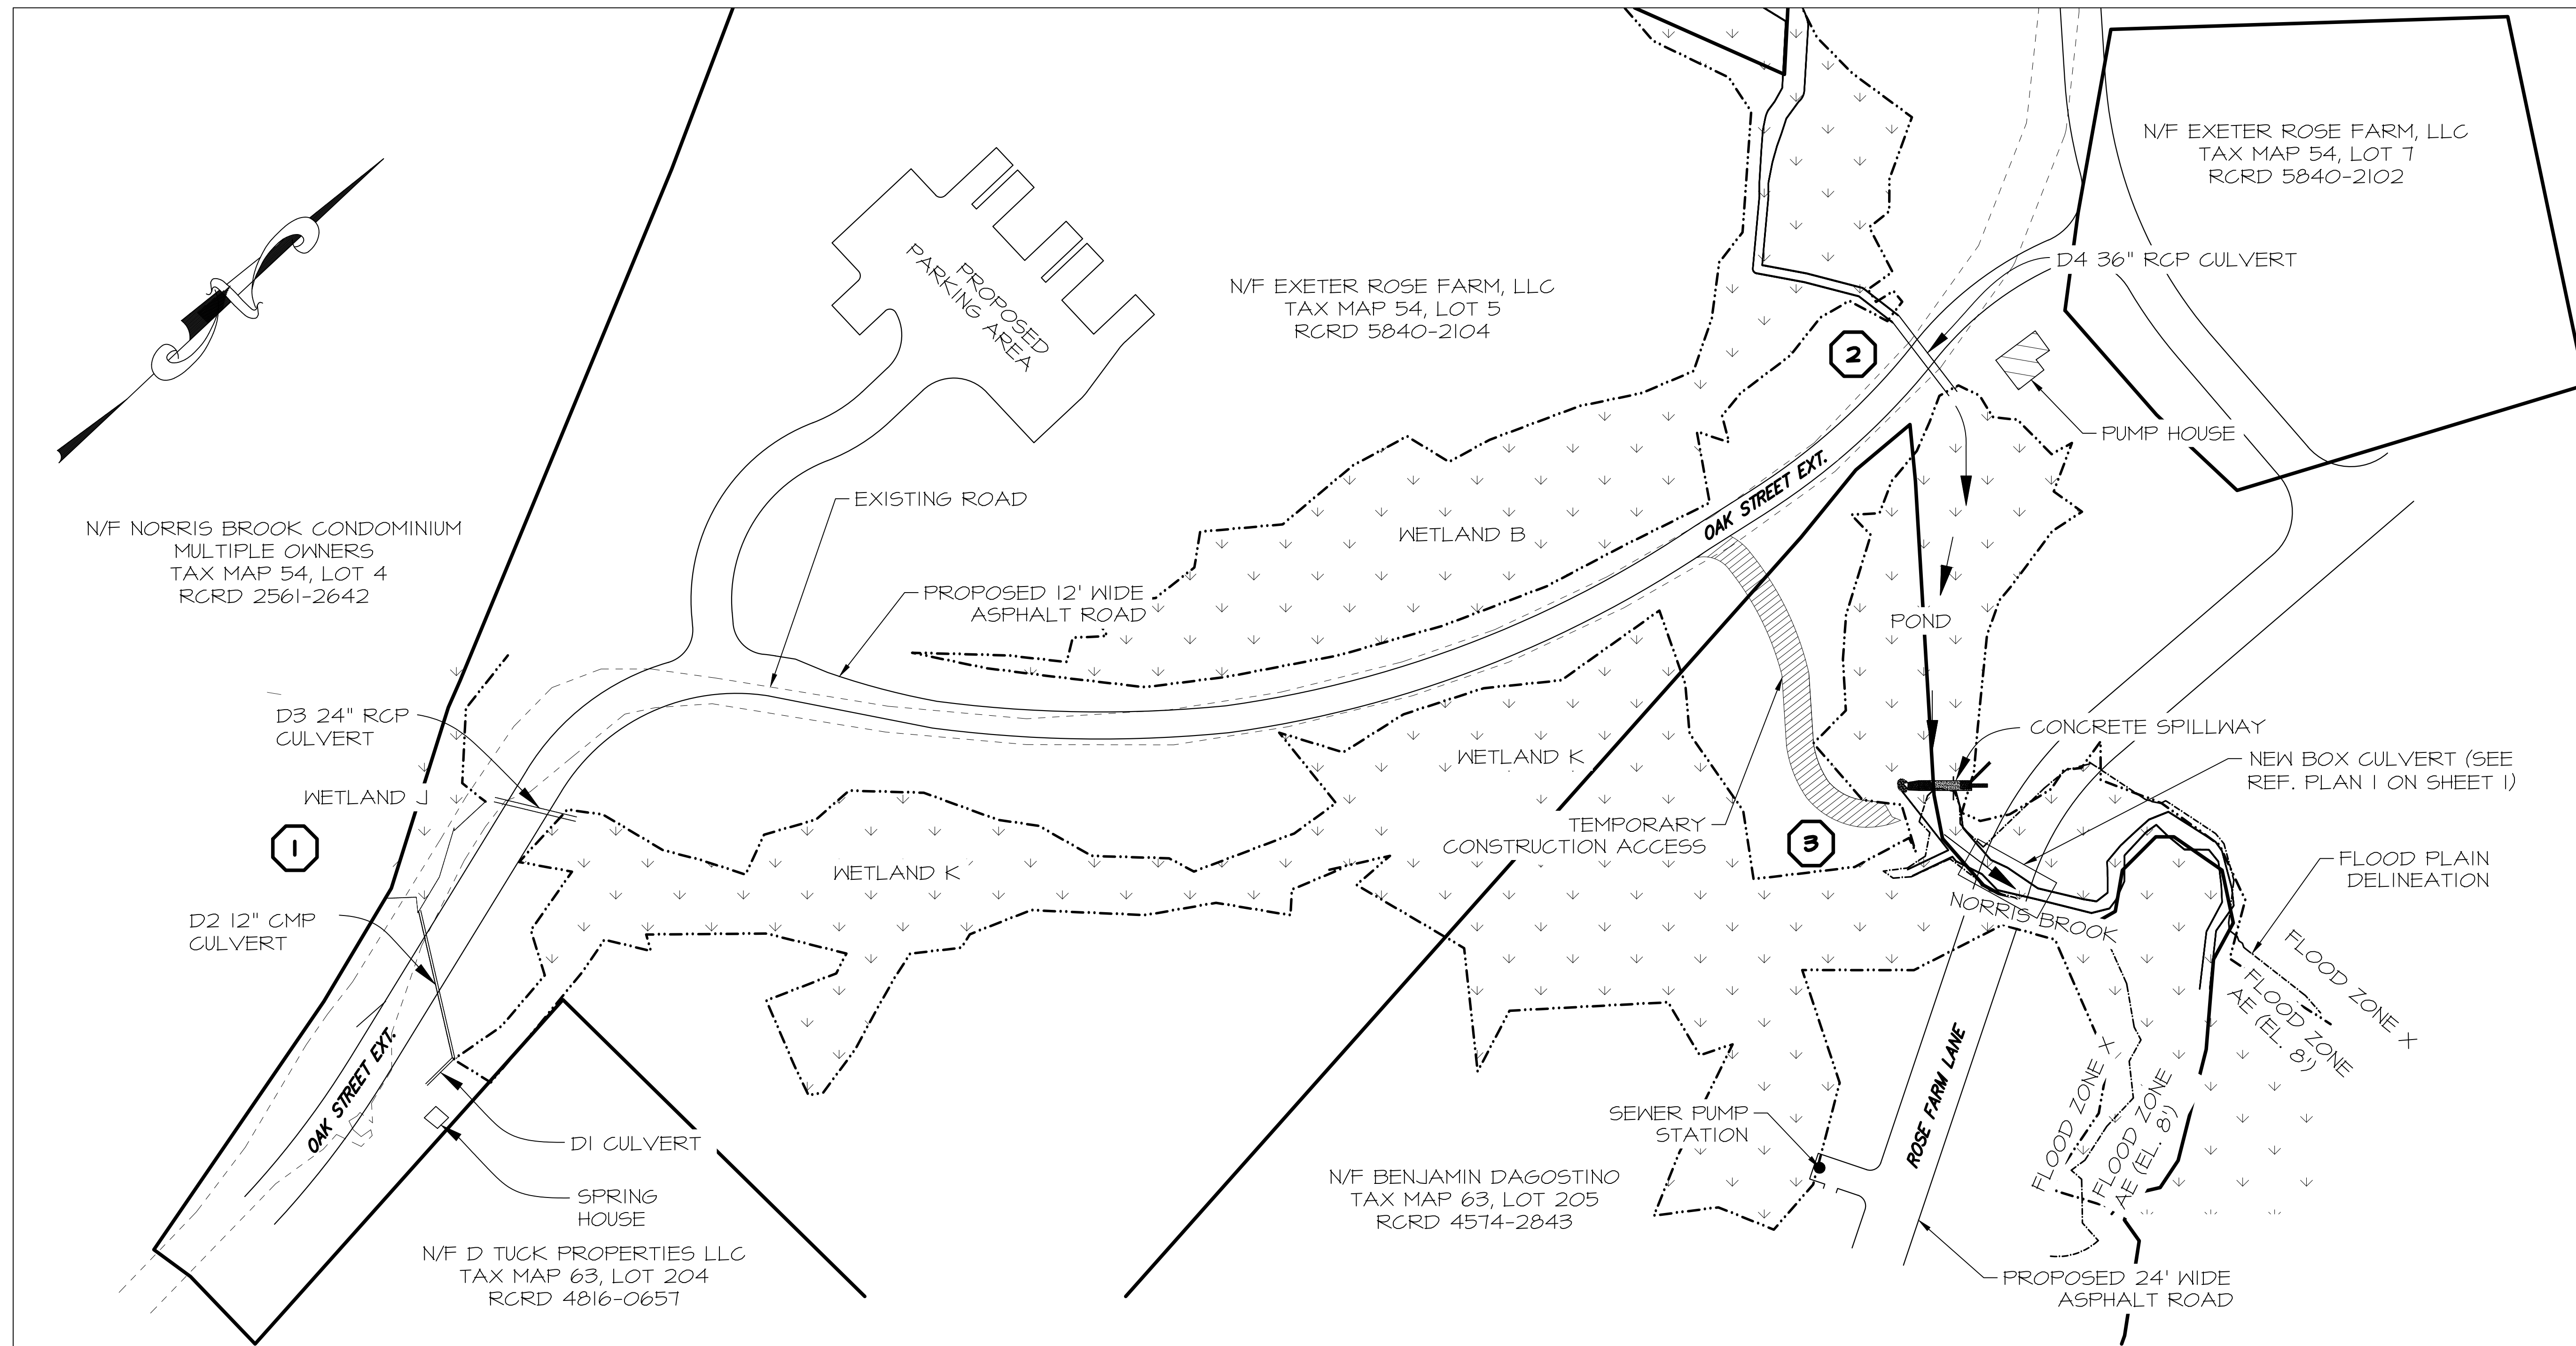 N/F EXETER ROSE FARM, LLC
TAX MAP 54, LOT 7
RCRD 5840-2102
D4 36" RCP CULVERT
PROPOSED
PARKING AREA
N/F EXETER ROSE FARM, LLC
TAX MAP 54, LOT 5
RCRD 5840-2104
2
PUMP HOUSE
EXISTING ROAD
OAK STREET EXT.
WETLAND B
N/F NORRIS BROOK CONDOMINIUM
MULTIPLE OWNERS
TAX MAP 54, LOT 4
RCRD 2561-2642
PROPOSED 12' WIDE
ASPHALT ROAD
POND
D3 24" RCP
CULVERT
CONCRETE SPILLWAY
WETLAND K
NEW BOX CULVERT (SEE
REF. PLAN 1 ON SHEET 1)
WETLAND J
TEMPORARY
CONSTRUCTION ACCESS
1
3
WETLAND K
FLOOD PLAIN
DELINEATION
D2 12" CMP
CULVERT
NORRIS BROOK
FLOOD ZONE X
FLOOD ZONE
AE (EL. 8')
OAK STREET EXT.
ROSE FARM LANE
FLOOD ZONE X
FLOOD ZONE
AE (EL. 8')
SEWER PUMP
STATION
D1 CULVERT
SPRING
HOUSE
N/F BENJAMIN DAGOSTINO
TAX MAP 63, LOT 205
RCRD 4574-2843
N/F D TUCK PROPERTIES LLC
TAX MAP 63, LOT 204
RCRD 4816-0657
PROPOSED 24' WIDE
ASPHALT ROAD